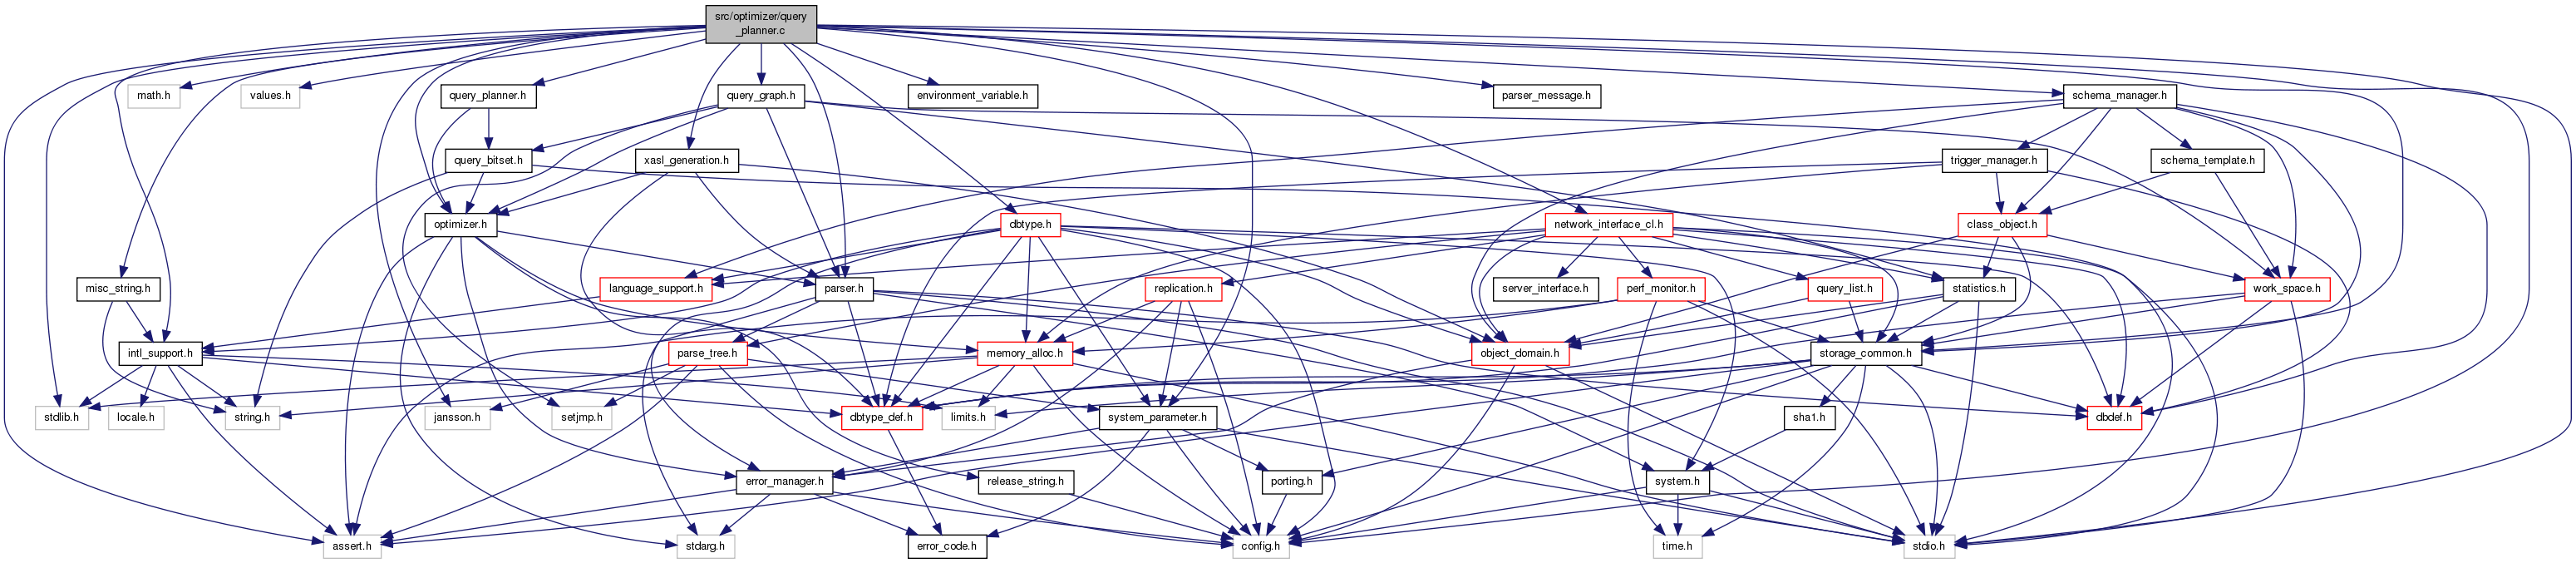 src/optimizer/query
_planner.c
math.h
values.h
query_planner.h
query_graph.h
environment_variable.h
parser_message.h
schema_manager.h
query_bitset.h
xasl_generation.h
trigger_manager.h
schema_template.h
optimizer.h
dbtype.h
network_interface_cl.h
class_object.h
misc_string.h
language_support.h
parser.h
replication.h
server_interface.h
perf_monitor.h
query_list.h
statistics.h
work_space.h
intl_support.h
parse_tree.h
memory_alloc.h
object_domain.h
storage_common.h
stdlib.h
locale.h
string.h
jansson.h
setjmp.h
dbtype_def.h
limits.h
system_parameter.h
sha1.h
dbdef.h
error_manager.h
release_string.h
porting.h
system.h
assert.h
stdarg.h
error_code.h
config.h
time.h
stdio.h